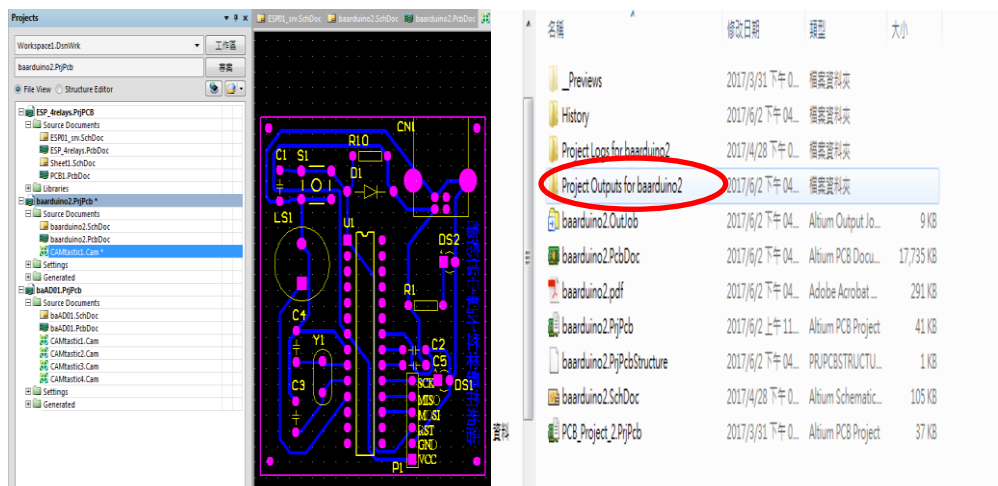 Projects
Workspace1.DsnWrk
工作區
baarduino2.PrjPcb
專案
File View
Structure Editor
ESP_4relays.PrjPCB
Source Documents
ESP01_srv.SchDoc
ESP_4relays.PcbDoc
Sheet1.SchDoc
PCB1.PcbDoc
Libraries
baarduino2.PrjPcb *
Source Documents
baarduino2.SchDoc
baarduino2.PcbDoc
CAMtastic1.Cam *
Settings
Generated
baAD01.PrjPcb
Source Documents
baAD01.SchDoc
baAD01.PcbDoc
CAMtastic1.Cam
CAMtastic2.Cam
CAMtastic3.Cam
CAMtastic4.Cam
Settings
Generated
ESP01_srv.SchDoc
baarduino2.SchDoc
baarduino2.PcbDoc
CN1
R10
C1
S1
D1
LS1
U1
DS2
R1
C4
Y1
C2
C5
C3
DS1
SCK
MISO
MOSI
RST
GND
VCC
P1
資料
名稱 修改日期 類型 大小
__Previews 2017/3/31 下午 0... 檔案資料夾
History 2017/6/2 下午 04... 檔案資料夾
Project Logs for baarduino2 2017/4/28 下午 0... 檔案資料夾
Project Outputs for baarduino2 2017/6/2 下午 04... 檔案資料夾
baarduino2.OutJob 2017/6/2 下午 04... Altium Output Jo... 9 KB
baarduino2.PcbDoc 2017/6/2 下午 04... Altium PCB Docu... 17,735 KB
baarduino2.pdf 2017/6/2 下午 04... Adobe Acrobat ... 291 KB
baarduino2.PrjPcb 2017/6/2 上午 11... Altium PCB Project 41 KB
baarduino2.PrjPcbStructure 2017/6/2 下午 04... PRJPCBSTRUCTU... 1 KB
baarduino2.SchDoc 2017/4/28 下午 0... Altium Schematic... 105 KB
PCB_Project_2.PrjPcb 2017/3/31 下午 0... Altium PCB Project 37 KB